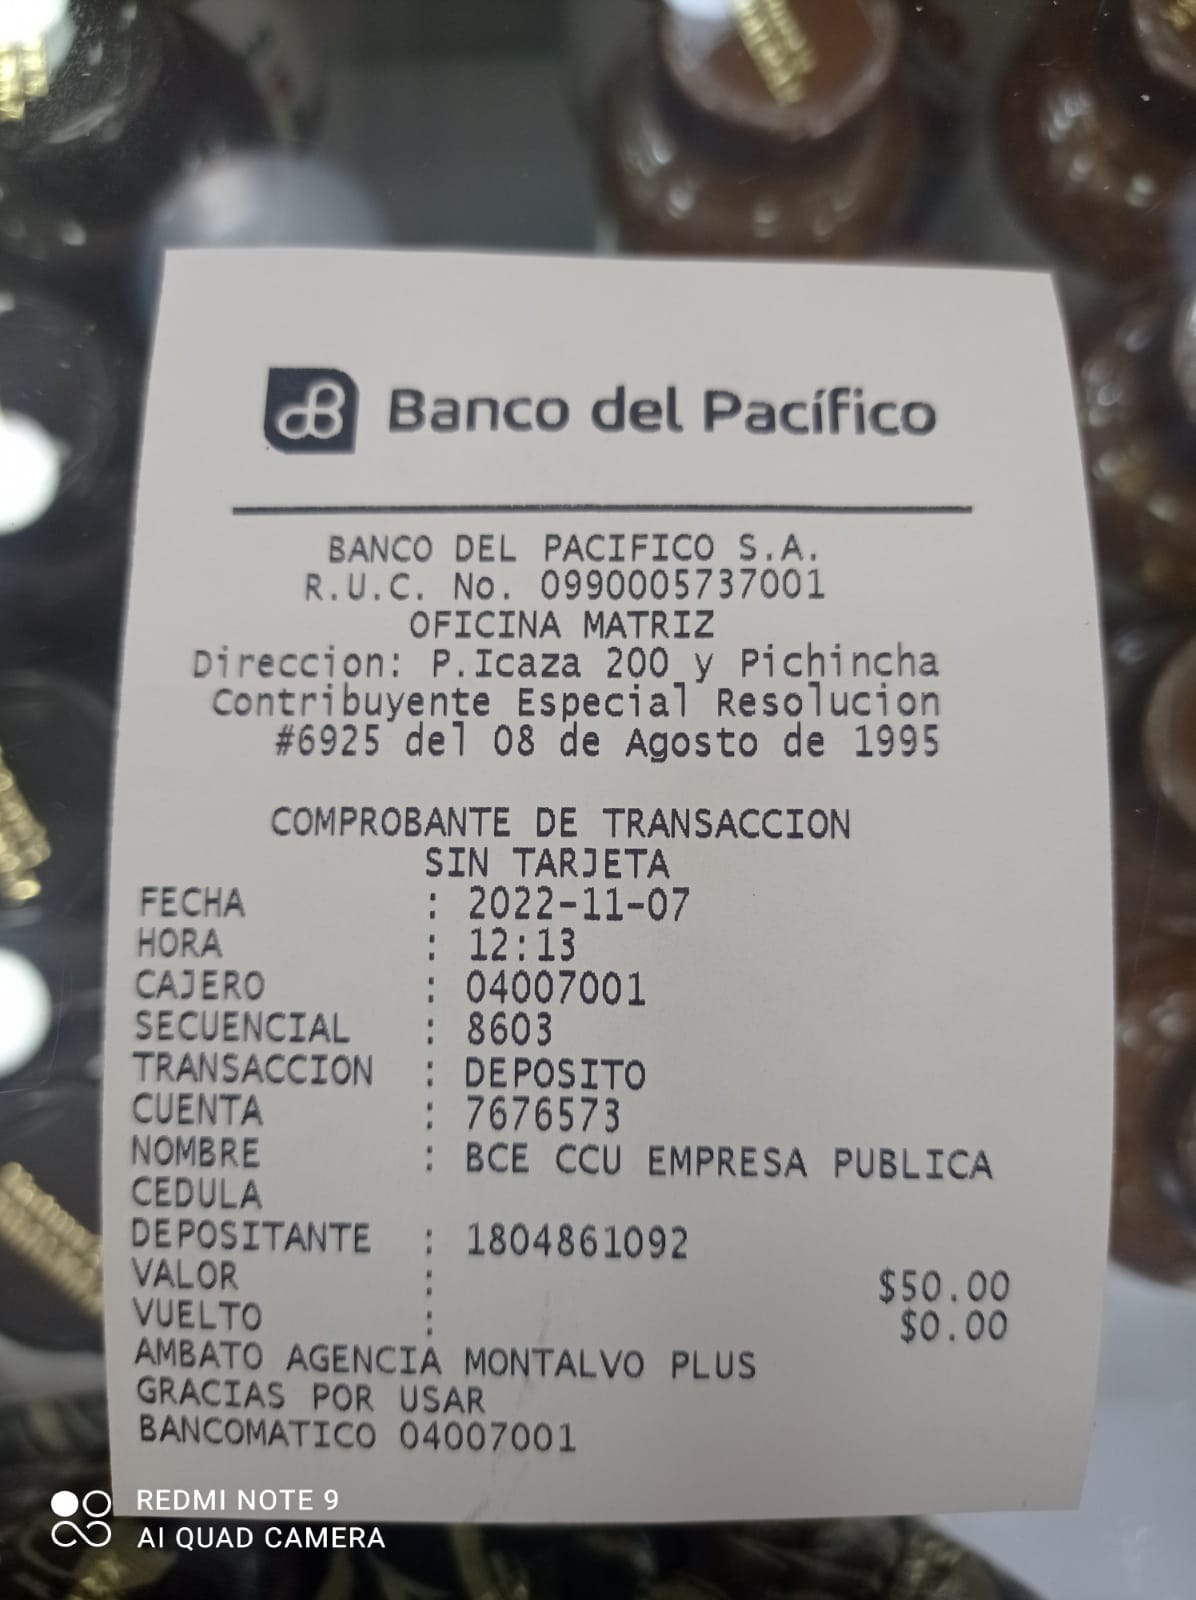 Banco del Pacífico
BANCO DEL PACIFICO S.A.
R.U.C. No. 0990005737001
OFICINA MATRIZ
Direccion: P.Icaza 200 y Pichincha
Contribuyente Especial Resolucion
#6925 del 08 de Agosto de 1995
COMPROBANTE DE TRANSACCION
SIN TARJETA
FECHA : 2022-11-07
HORA : 12:13
CAJERO : 04007001
SECUENCIAL : 8603
TRANSACCION : DEPOSITO
CUENTA : 7676573
NOMBRE : BCE CCU EMPRESA PUBLICA
CEDULA
DEPOSITANTE : 1804861092
VALOR : $50.00
VUELTO : $0.00
AMBATO AGENCIA MONTALVO PLUS
GRACIAS POR USAR
BANCOMATICO 04007001
REDMI NOTE 9
AI QUAD CAMERA